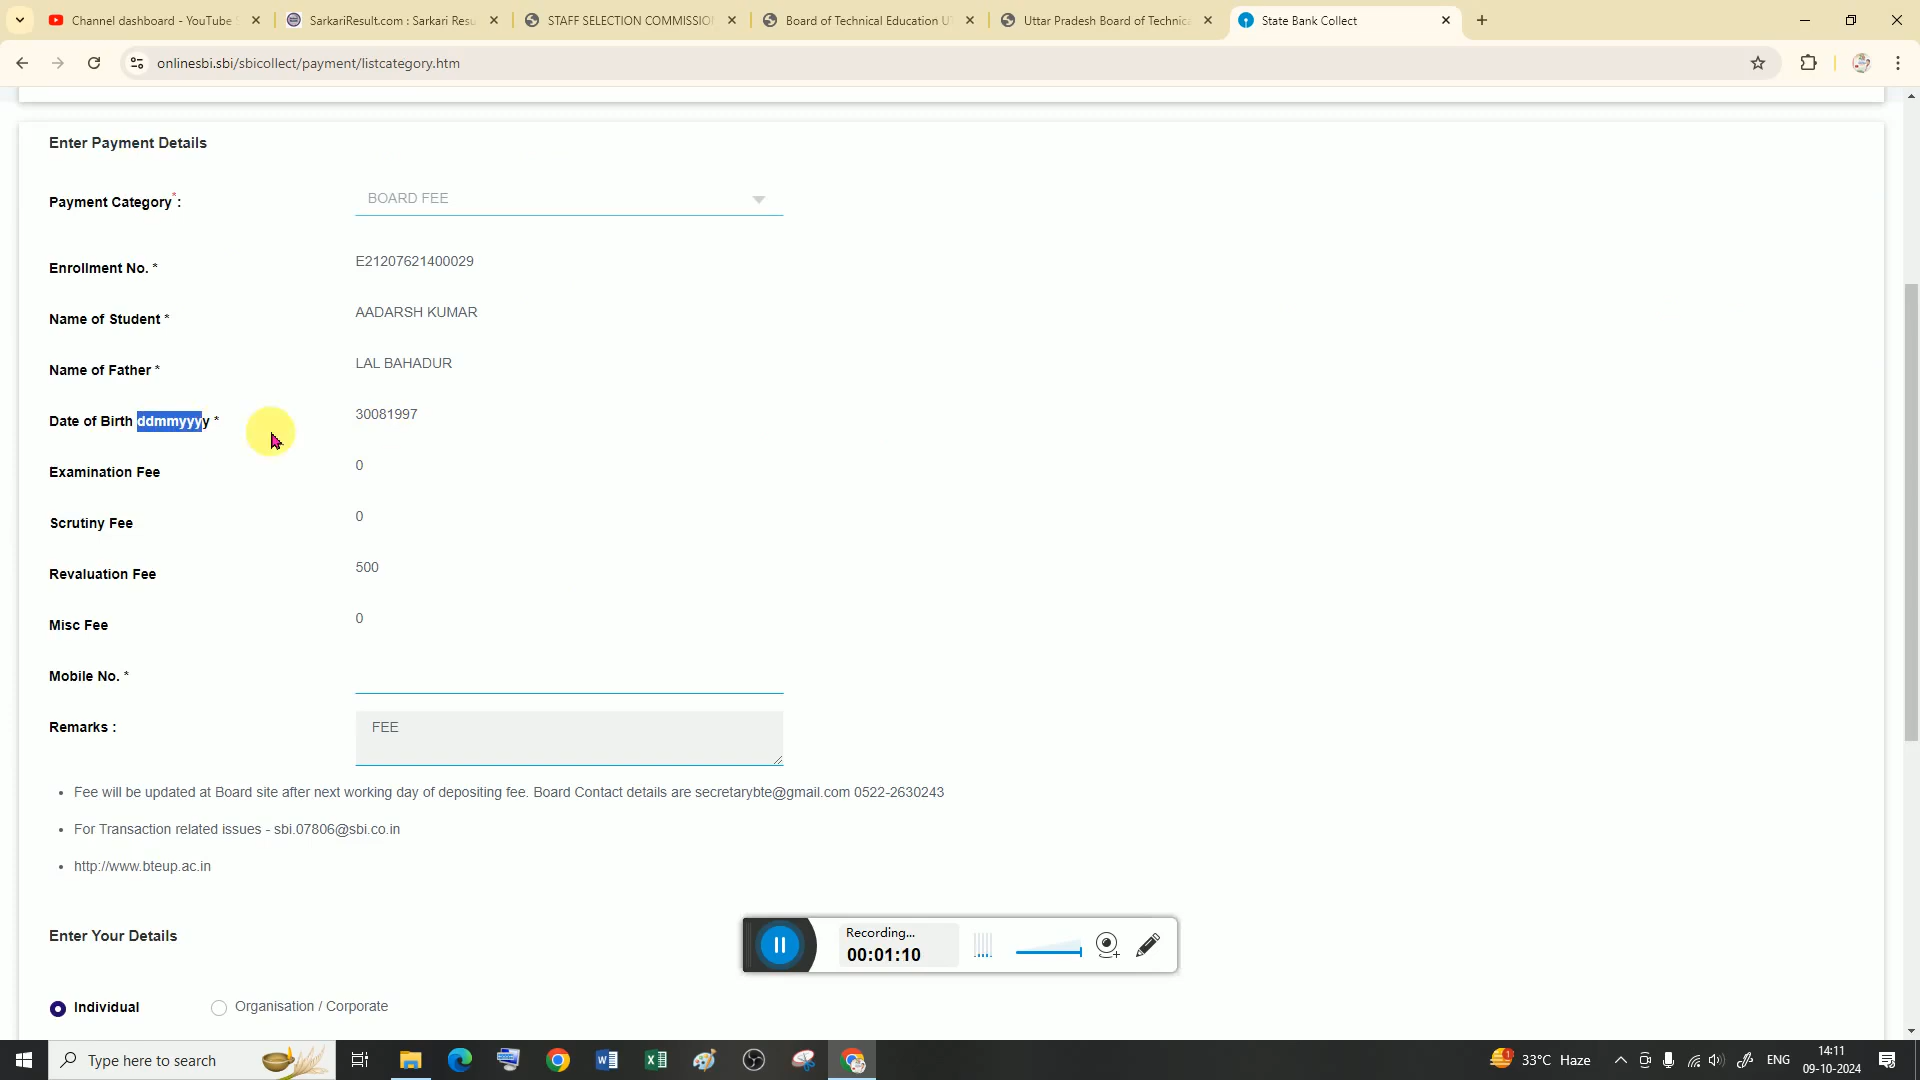 Channel dashboard - YouTube S
SarkariResult.com : Sarkari Resu
STAFF SELECTION COMMISSIO
Board of Technical Education U
Uttar Pradesh Board of Technica
State Bank Collect
onlinesbi.sbi/sbicollect/payment/listcategory.htm
Enter Payment Details
Payment Category* :
BOARD FEE
Enrollment No. *
E21207621400029
Name of Student *
AADARSH KUMAR
Name of Father *
LAL BAHADUR
Date of Birth ddmmyyyy *
30081997
Examination Fee
0
Scrutiny Fee
0
Revaluation Fee
500
Misc Fee
0
Mobile No. *
Remarks :
FEE
• Fee will be updated at Board site after next working day of depositing fee. Board Contact details are secretarybte@gmail.com 0522-2630243
• For Transaction related issues - sbi.07806@sbi.co.in
• http://www.bteup.ac.in
Enter Your Details
Recording...
00:01:10
Individual
Organisation / Corporate
Type here to search
1
33°C Haze
ENG
14:11
09-10-2024